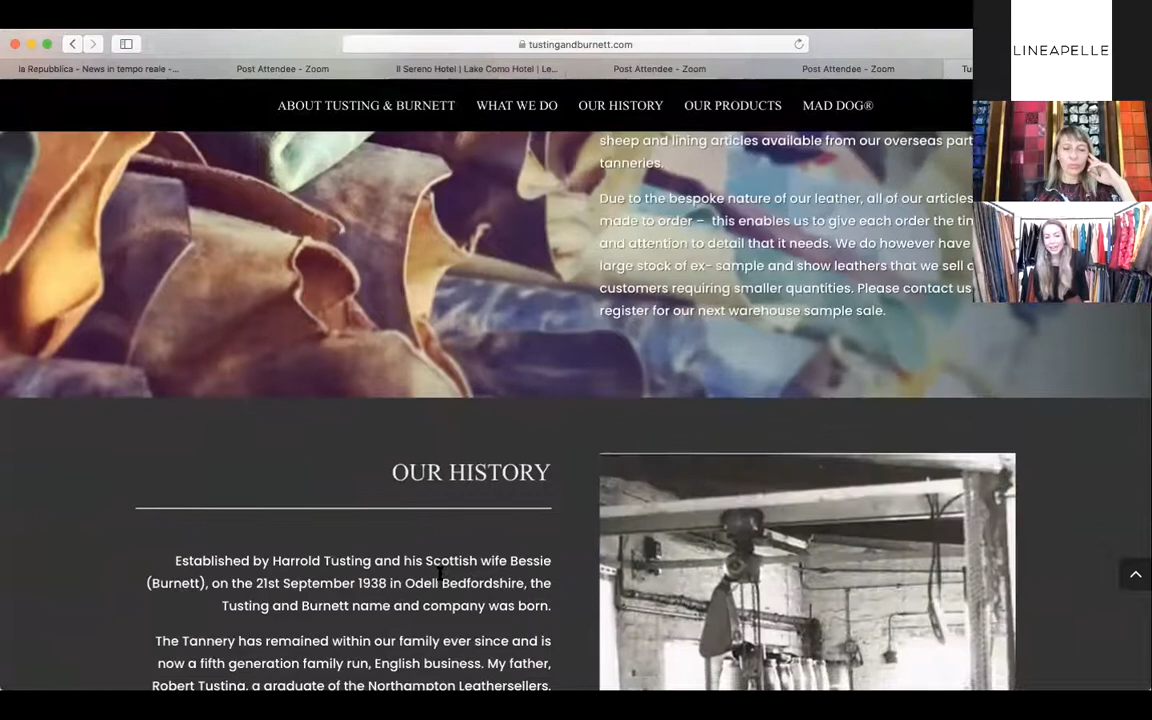 tustingandburnett.com
la Repubblica - News in tempo reale -...
Post Attendee - Zoom
Il Sereno Hotel | Lake Como Hotel | Le...
Post Attendee - Zoom
Post Attendee - Zoom
Tu
LINEAPELLE
ABOUT TUSTING & BURNETT
WHAT WE DO
OUR HISTORY
OUR PRODUCTS
MAD DOG®
sheep and lining articles available from our overseas part
tanneries.
Due to the bespoke nature of our leather, all of our articles
made to order – this enables us to give each order the tim
and attention to detail that it needs. We do however have
large stock of ex- sample and show leathers that we sell
customers requiring smaller quantities. Please contact us
register for our next warehouse sample sale.
OUR HISTORY
Established by Harrold Tusting and his Scottish wife Bessie
(Burnett), on the 21st September 1938 in Odell Bedfordshire, the
Tusting and Burnett name and company was born.
The Tannery has remained within our family ever since and is
now a fifth generation family run, English business. My father,
Robert Tusting, a graduate of the Northampton Leathersellers,